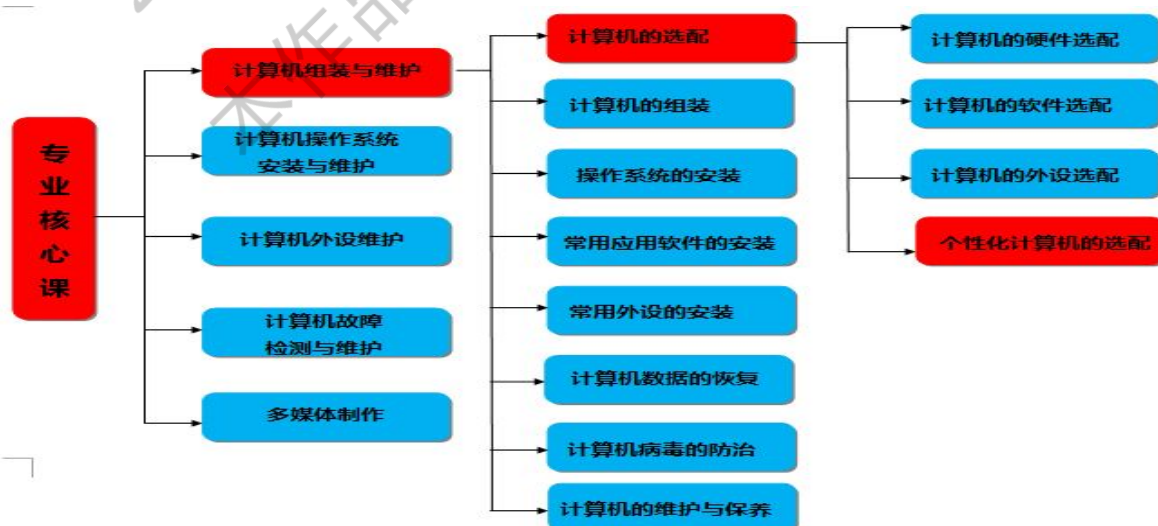 专业核心课
计算机组装与维护
计算机操作系统
安装与维护
计算机外设维护
计算机故障
检测与维护
多媒体制作
计算机的选配
计算机的组装
操作系统的安装
常用应用软件的安装
常用外设的安装
计算机数据的恢复
计算机病毒的防治
计算机的维护与保养
计算机的硬件选配
计算机的软件选配
计算机的外设选配
个性化计算机的选配
本作品